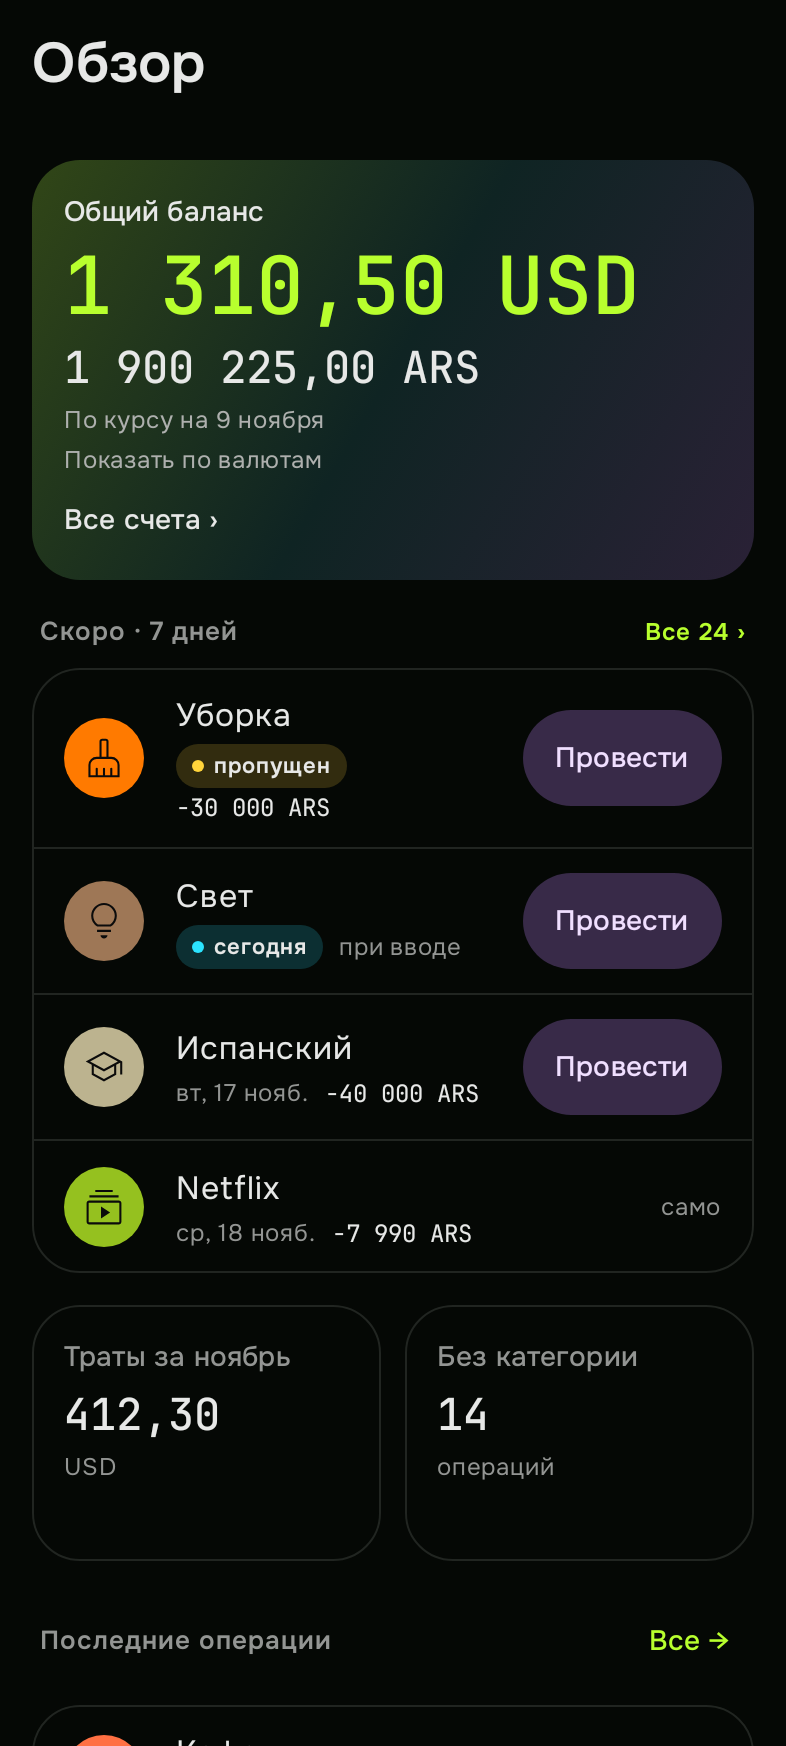 Обзор
Общий баланс
1 310,50 USD
1 900 225,00 ARS
По курсу на 9 ноября
Показать по валютам
Все счета ›
Скоро · 7 дней
Все 24 ›
Уборка
пропущен
-30 000 ARS
Провести
Свет
сегодня при вводе
Провести
Испанский
вт, 17 нояб. -40 000 ARS
Провести
Netflix
ср, 18 нояб. -7 990 ARS
само
Траты за ноябрь
412,30
USD
Без категории
14
операций
Последние операции
Все →